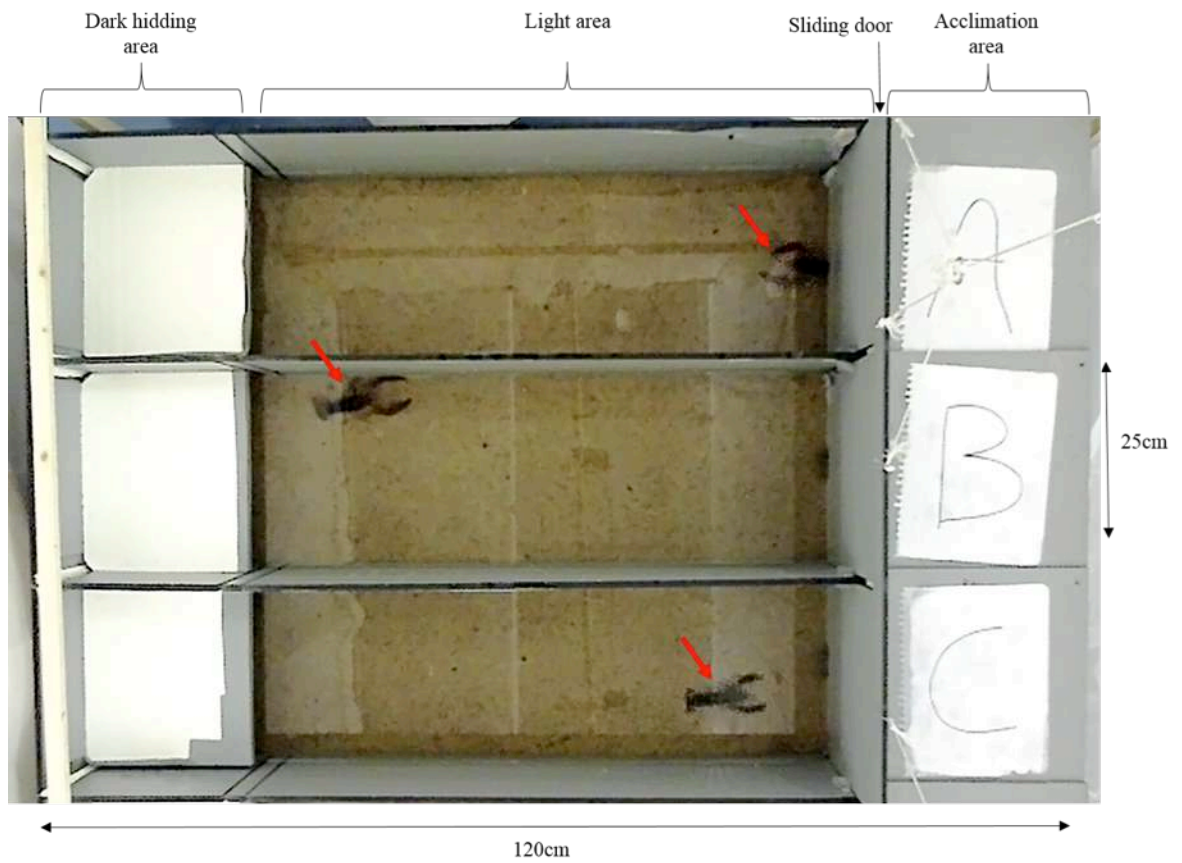 Dark hidding
area
Light area
Sliding door
Acclimation
area
A
B
25cm
C
120cm